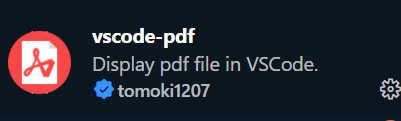 vscode-pdf
Display pdf file in VSCode.
tomoki1207